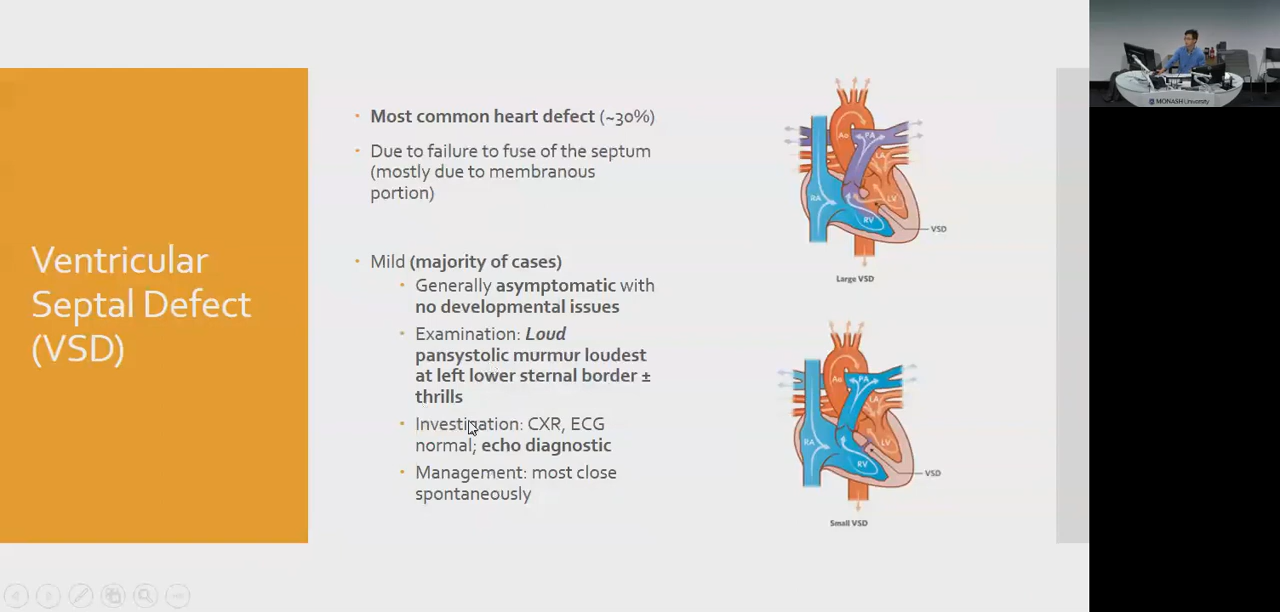 Ventricular
Septal Defect
(VSD)
Most common heart defect (~30%)
Due to failure to fuse of the septum
(mostly due to membranous
portion)
Mild (majority of cases)
Generally asymptomatic with
no developmental issues
Examination: Loud
pansystolic murmur loudest
at left lower sternal border ±
thrills
Investigation: CXR, ECG
normal; echo diagnostic
Management: most close
spontaneously
Ao
PA
LA
RA
LV
RV
VSD
Large VSD
Ao
PA
LA
RA
LV
RV
VSD
Small VSD
MONASH University